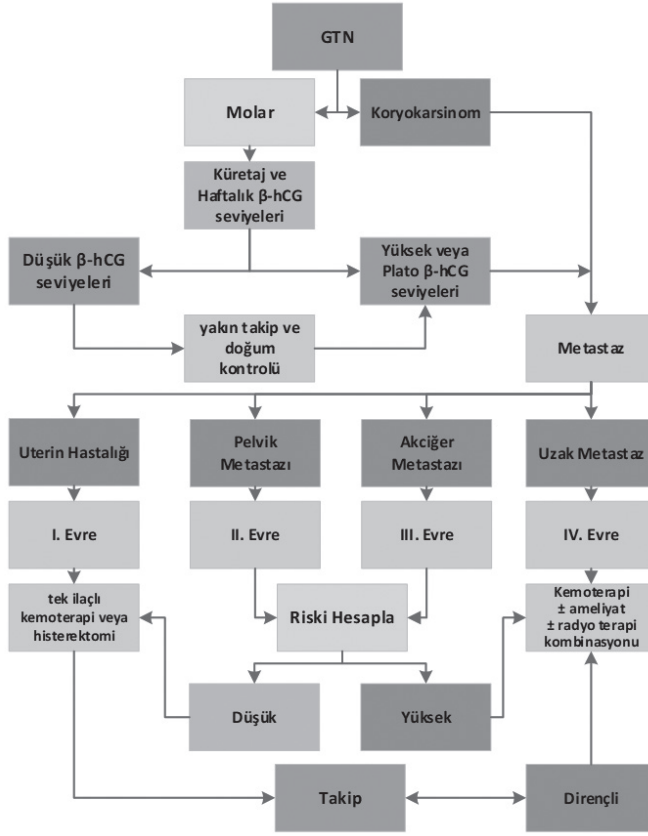 GTN
Molar
Koryokarsinom
Küretaj ve
Haftalık β-hCG
seviyeleri
Düşük β-hCG
seviyeleri
Yüksek veya
Plato β-hCG
seviyeleri
yakın takip ve
doğum
kontrolü
Metastaz
Uterin Hastalığı
Pelvik
Metastazı
Akciğer
Metastazı
Uzak Metastaz
I. Evre
II. Evre
III. Evre
IV. Evre
tek ilaçlı
kemoterapi veya
histerektomi
Riski Hesapla
Kemoterapi
± ameliyat
± radyo terapi
kombinasyonu
Düşük
Yüksek
Takip
Dirençli